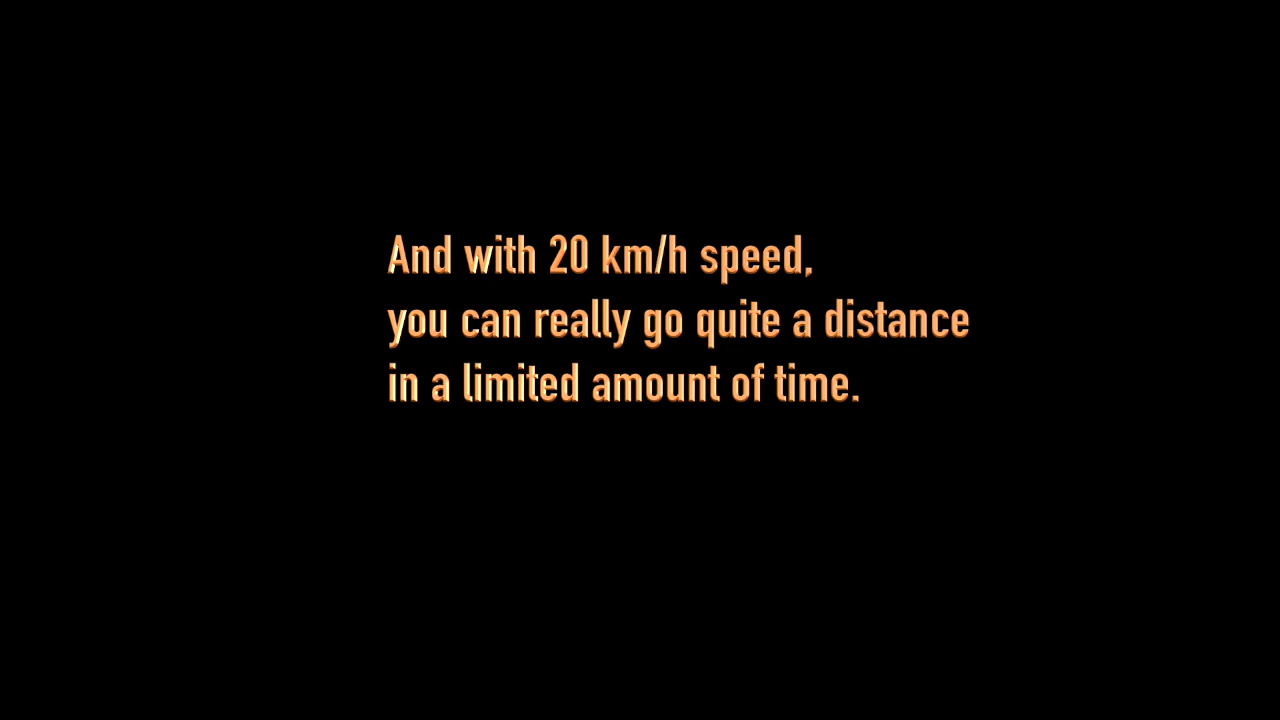 And with 20 km/h speed,
you can really go quite a distance
in a limited amount of time.